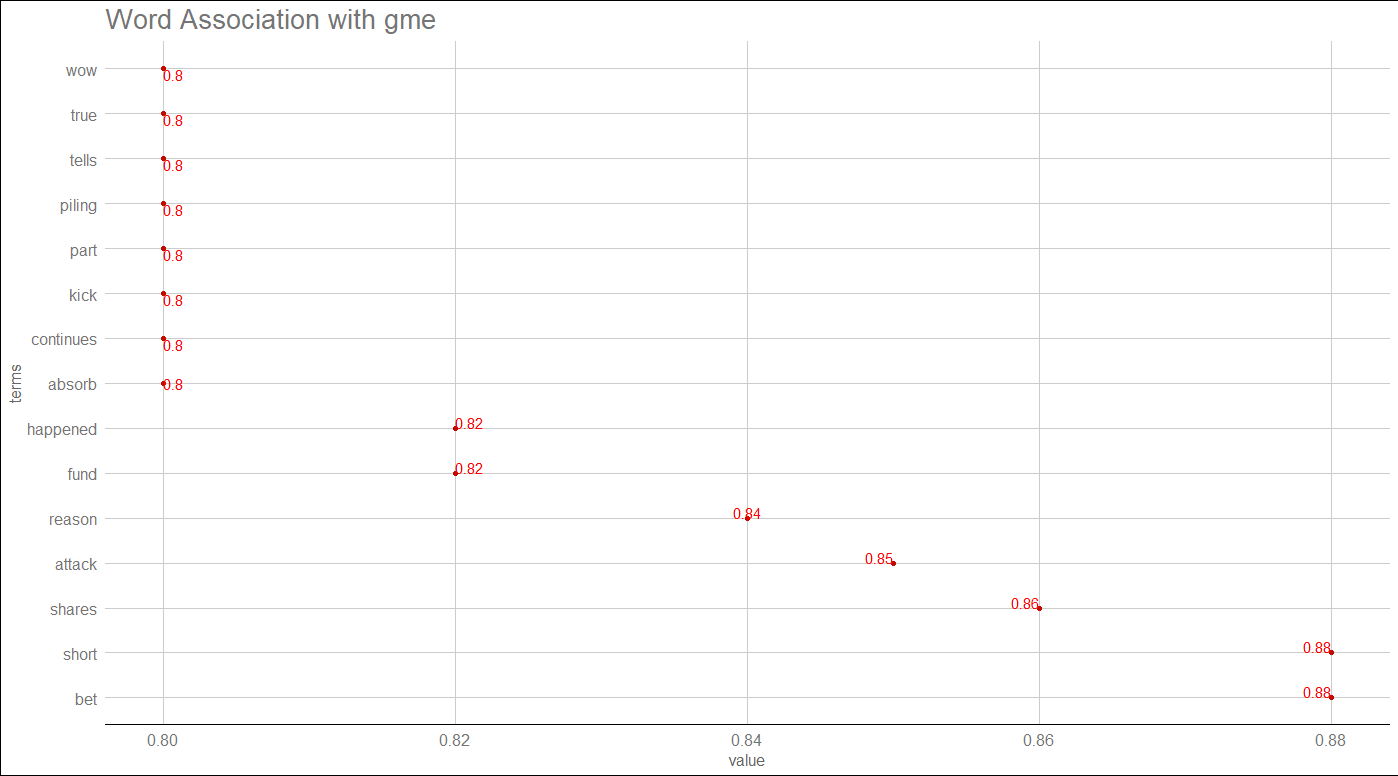 Word Association with gme
wow
0.8
true
0.8
tells
0.8
piling
0.8
part
0.8
kick
0.8
continues
0.8
absorb
0.8
happened
0.82
fund
0.82
reason
0.84
attack
0.85
shares
0.86
short
0.88
bet
0.88
terms
0.80 0.82 0.84 0.86 0.88
value